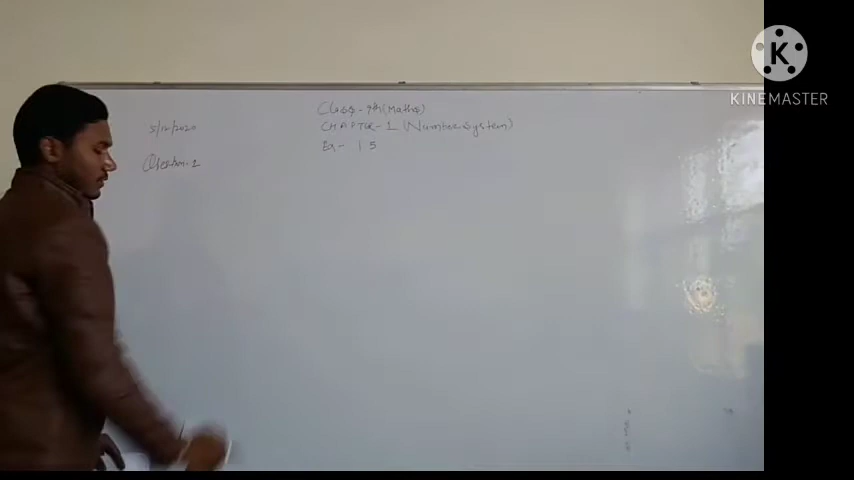 KINEMASTER
Class - 9th (Maths)
5/12/2020
CHAPTER - 1 (Number System)
Ex - 1.5
Question - 1